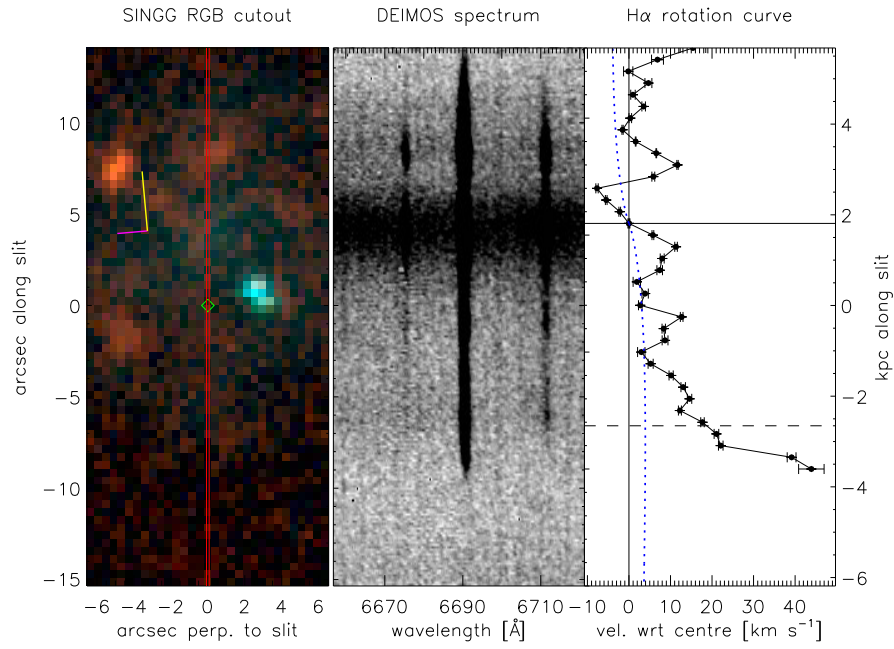 SINGG RGB cutout
DEIMOS spectrum
Hα rotation curve
arcsec along slit
10
5
0
−5
−10
−15
−6 −4 −2 0 2 4 6
arcsec perp. to slit
6670 6690 6710
wavelength [Å]
−10 0 10 20 30 40
vel. wrt centre [km s⁻¹]
4
2
0
−2
−4
−6
kpc along slit